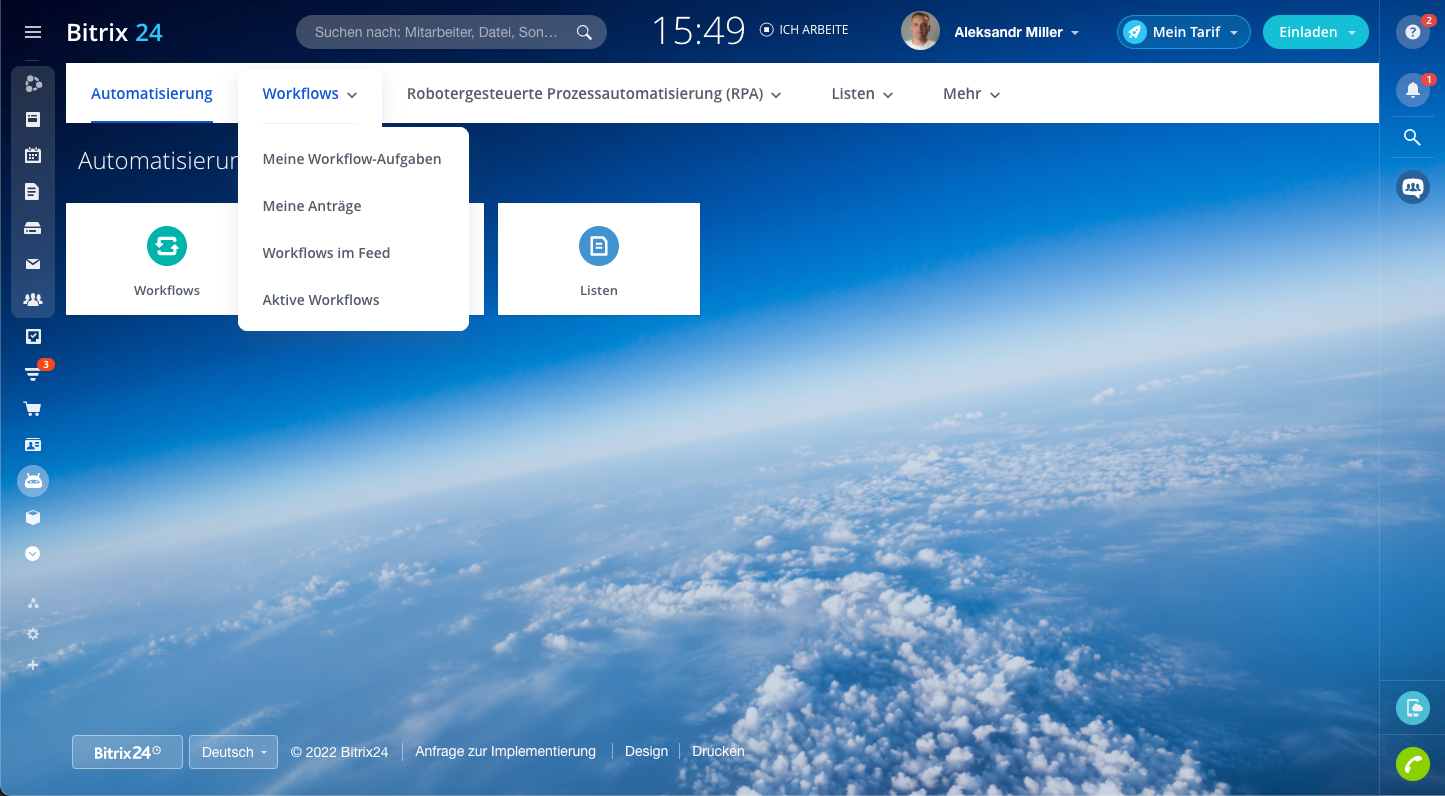 Bitrix 24
Suchen nach: Mitarbeiter, Datei, Son...
15:49
ICH ARBEITE
Aleksandr Miller
Mein Tarif
Einladen
2
1
3
Automatisierung
Workflows
Robotergesteuerte Prozessautomatisierung (RPA)
Listen
Mehr
Automatisierun
Meine Workflow-Aufgaben
Meine Anträge
Workflows im Feed
Aktive Workflows
Workflows
Listen
Bitrix24
Deutsch
© 2022 Bitrix24
Anfrage zur Implementierung
Design
Drucken